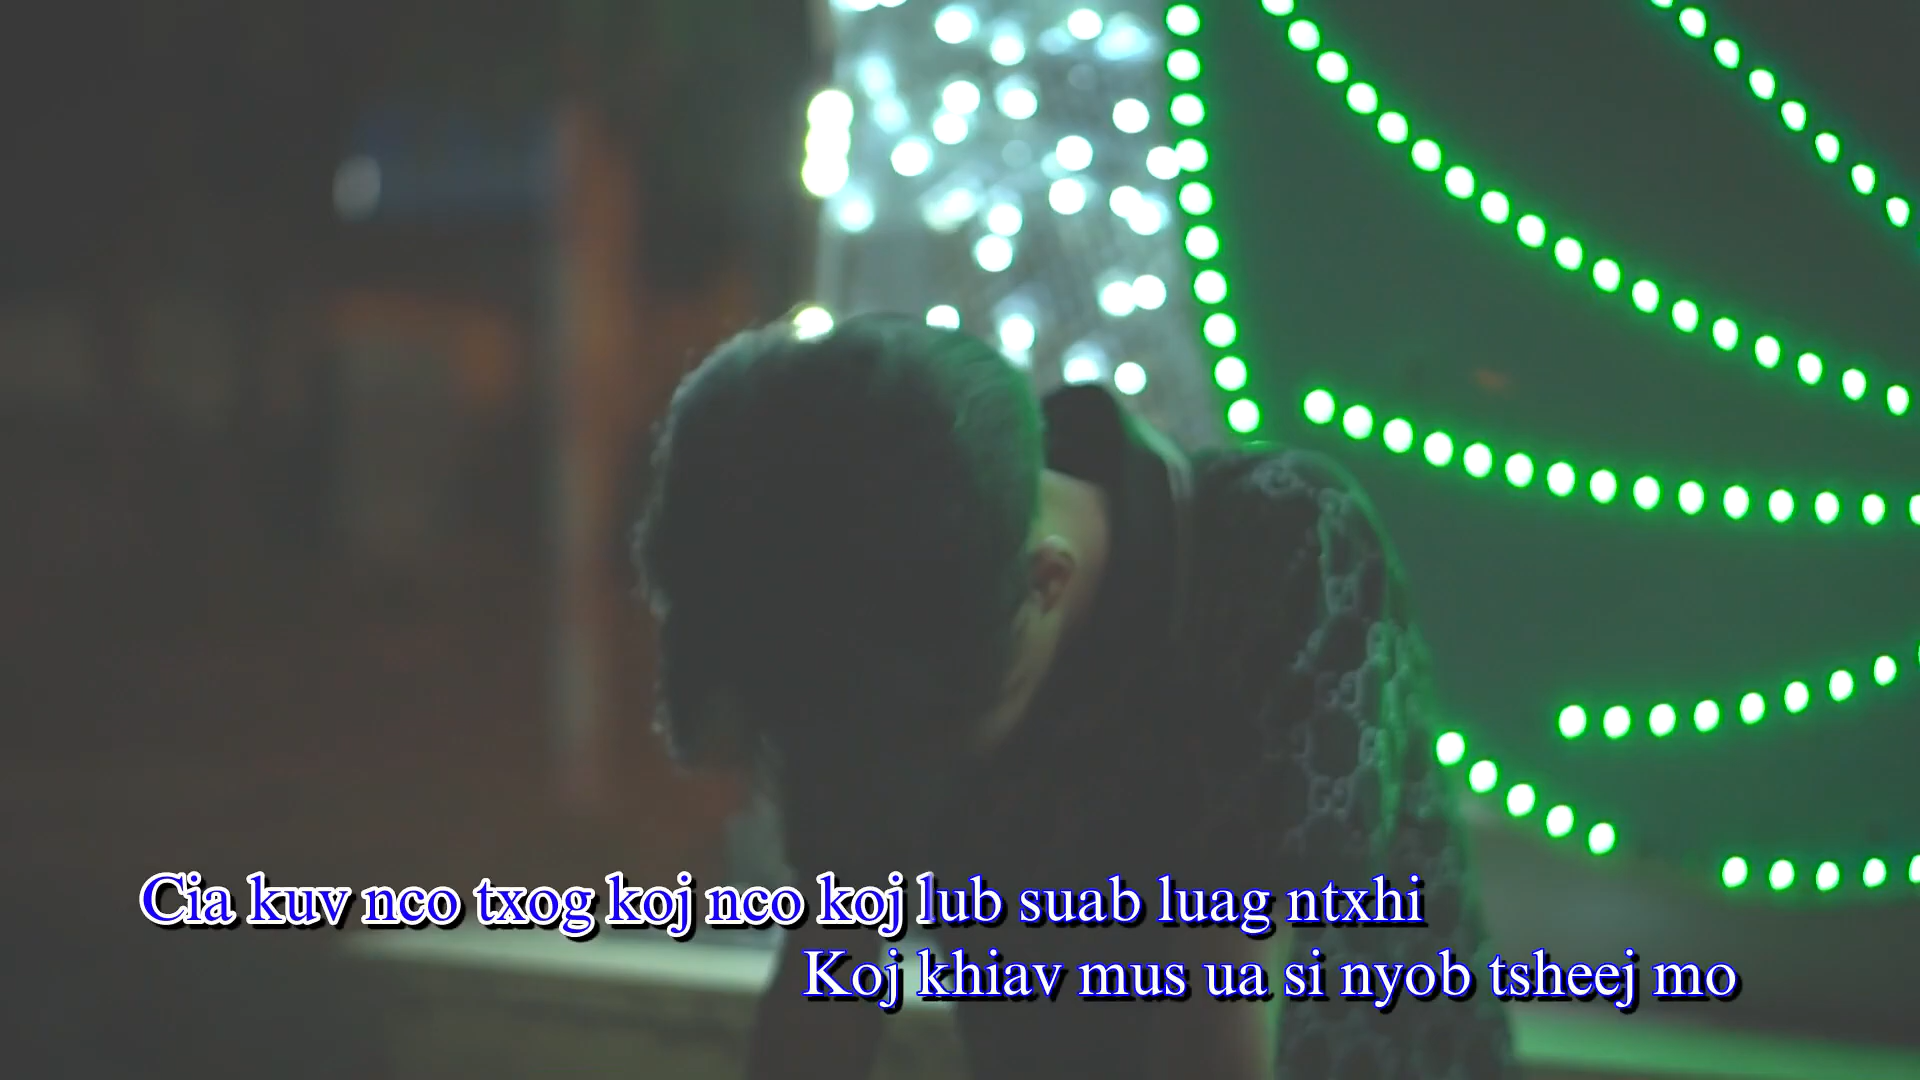 Cia kuv nco txog koj nco koj lub suab luag ntxhi
Koj khiav mus ua si nyob tsheej mo